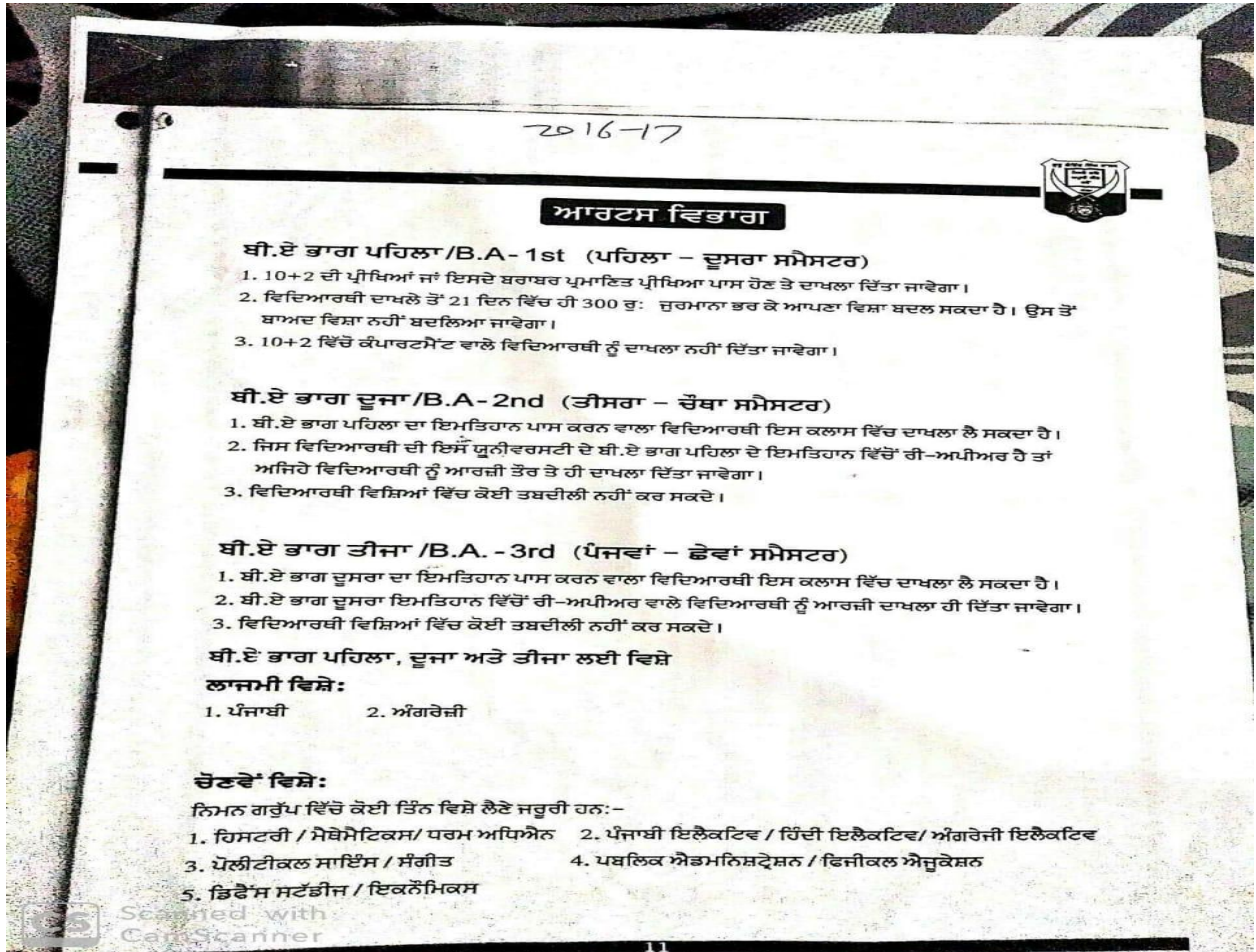 2016-17
ਆਰਟਸ ਵਿਭਾਗ
ਬੀ.ਏ ਭਾਗ ਪਹਿਲਾ/B.A- 1st (ਪਹਿਲਾ – ਦੂਸਰਾ ਸਮੈਸਟਰ)
1. 10+2 ਦੀ ਪ੍ਰੀਖਿਆਂ ਜਾਂ ਇਸਦੇ ਬਰਾਬਰ ਪ੍ਰਮਾਣਿਤ ਪ੍ਰੀਖਿਆ ਪਾਸ ਹੋਣ ਤੇ ਦਾਖਲਾ ਦਿੱਤਾ ਜਾਵੇਗਾ।
2. ਵਿਦਿਆਰਥੀ ਦਾਖਲੇ ਤੋਂ 21 ਦਿਨ ਵਿੱਚ ਹੀ 300 ਰੁ: ਜੁਰਮਾਨਾ ਭਰ ਕੇ ਆਪਣਾ ਵਿਸ਼ਾ ਬਦਲ ਸਕਦਾ ਹੈ। ਉਸ ਤੋਂ
ਬਾਅਦ ਵਿਸ਼ਾ ਨਹੀਂ ਬਦਲਿਆ ਜਾਵੇਗਾ।
3. 10+2 ਵਿੱਚੋ ਕੰਪਾਰਟਮੈਂਟ ਵਾਲੇ ਵਿਦਿਆਰਥੀ ਨੂੰ ਦਾਖਲਾ ਨਹੀਂ ਦਿੱਤਾ ਜਾਵੇਗਾ।
ਬੀ.ਏ ਭਾਗ ਦੂਜਾ/B.A-2nd (ਤੀਸਰਾ – ਚੌਥਾ ਸਮੈਸਟਰ)
1. ਬੀ.ਏ ਭਾਗ ਪਹਿਲਾ ਦਾ ਇਮਤਿਹਾਨ ਪਾਸ ਕਰਨ ਵਾਲਾ ਵਿਦਿਆਰਥੀ ਇਸ ਕਲਾਸ ਵਿੱਚ ਦਾਖਲਾ ਲੈ ਸਕਦਾ ਹੈ।
2. ਜਿਸ ਵਿਦਿਆਰਥੀ ਦੀ ਇਸ ਯੂਨੀਵਰਸਟੀ ਦੇ ਬੀ.ਏ ਭਾਗ ਪਹਿਲਾ ਦੇ ਇਮਤਿਹਾਨ ਵਿੱਚੋਂ ਰੀ–ਅਪੀਅਰ ਹੈ ਤਾਂ
ਅਜਿਹੇ ਵਿਦਿਆਰਥੀ ਨੂੰ ਆਰਜ਼ੀ ਤੋਰ ਤੇ ਹੀ ਦਾਖਲਾ ਦਿੱਤਾ ਜਾਵੇਗਾ।
3. ਵਿਦਿਆਰਥੀ ਵਿਸ਼ਿਆਂ ਵਿੱਚ ਕੋਈ ਤਬਦੀਲੀ ਨਹੀਂ ਕਰ ਸਕਦੇ।
ਬੀ.ਏ ਭਾਗ ਤੀਜਾ /B.A. -3rd (ਪੰਜਵਾਂ – ਛੇਵਾਂ ਸਮੈਸਟਰ)
1. ਬੀ.ਏ ਭਾਗ ਦੂਸਰਾ ਦਾ ਇਮਤਿਹਾਨ ਪਾਸ ਕਰਨ ਵਾਲਾ ਵਿਦਿਆਰਥੀ ਇਸ ਕਲਾਸ ਵਿੱਚ ਦਾਖਲਾ ਲੈ ਸਕਦਾ ਹੈ।
2. ਬੀ.ਏ ਭਾਗ ਦੂਸਰਾ ਇਮਤਿਹਾਨ ਵਿੱਚੋਂ ਰੀ–ਅਪੀਅਰ ਵਾਲੇ ਵਿਦਿਆਰਥੀ ਨੂੰ ਆਰਜ਼ੀ ਦਾਖਲਾ ਹੀ ਦਿੱਤਾ ਜਾਵੇਗਾ।
3. ਵਿਦਿਆਰਥੀ ਵਿਸ਼ਿਆਂ ਵਿੱਚ ਕੋਈ ਤਬਦੀਲੀ ਨਹੀਂ ਕਰ ਸਕਦੇ।
ਬੀ.ਏ ਭਾਗ ਪਹਿਲਾ, ਦੂਜਾ ਅਤੇ ਤੀਜਾ ਲਈ ਵਿਸ਼ੇ
ਲਾਜਮੀ ਵਿਸ਼ੇ:
1. ਪੰਜਾਬੀ 2. ਅੰਗਰੇਜ਼ੀ
ਚੋਣਵੇਂ ਵਿਸ਼ੇ:
ਨਿਮਨ ਗਰੁੱਪ ਵਿੱਚੋ ਕੋਈ ਤਿੰਨ ਵਿਸ਼ੇ ਲੈਣੇ ਜਰੂਰੀ ਹਨ:–
1. ਹਿਸਟਰੀ / ਮੈਥੇਮੈਟਿਕਸ/ ਧਰਮ ਅਧਿਐਨ 2. ਪੰਜਾਬੀ ਇਲੈਕਟਿਵ / ਹਿੰਦੀ ਇਲੈਕਟਿਵ/ ਅੰਗਰੇਜੀ ਇਲੈਕਟਿਵ
3. ਪੋਲੀਟੀਕਲ ਸਾਇੰਸ / ਸੰਗੀਤ 4. ਪਬਲਿਕ ਐਡਮਨਿਸ਼ਟ੍ਰੇਸ਼ਨ / ਫਿਜੀਕਲ ਐਜੂਕੇਸ਼ਨ
5. ਡਿਫੈਂਸ ਸਟੱਡੀਜ / ਇਕਨੌਮਿਕਸ
CS Scanned with
CamScanner
11